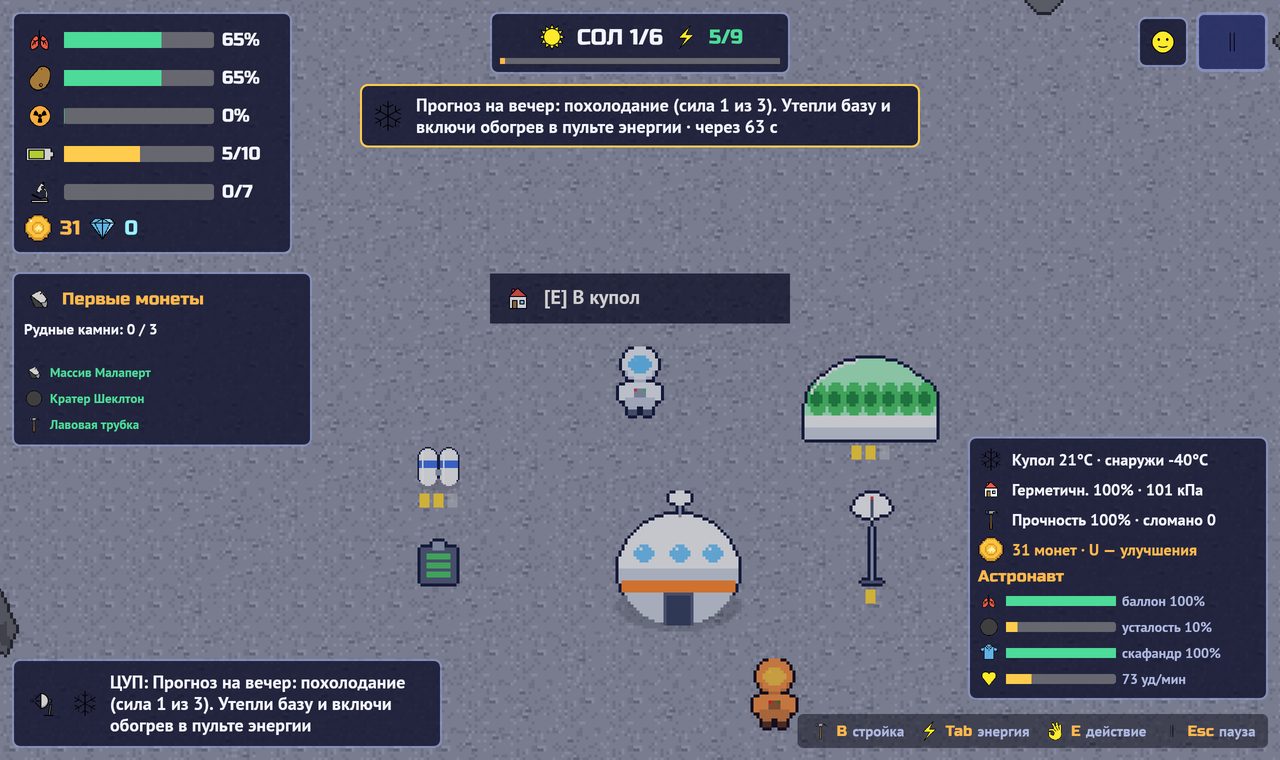 65%
65%
0%
5/10
0/7
31 0
СОЛ 1/6 5/9
Прогноз на вечер: похолодание (сила 1 из 3). Утепли базу и
включи обогрев в пульте энергии · через 63 с
Первые монеты
Рудные камни: 0 / 3
Массив Малаперт
Кратер Шеклтон
Лавовая трубка
[E] В купол
Купол 21°C · снаружи -40°C
Герметичн. 100% · 101 кПа
Прочность 100% · сломано 0
31 монет · U — улучшения
Астронавт
баллон 100%
усталость 10%
скафандр 100%
73 уд/мин
ЦУП: Прогноз на вечер: похолодание
(сила 1 из 3). Утепли базу и включи
обогрев в пульте энергии
B стройка Tab энергия E действие Esc пауза